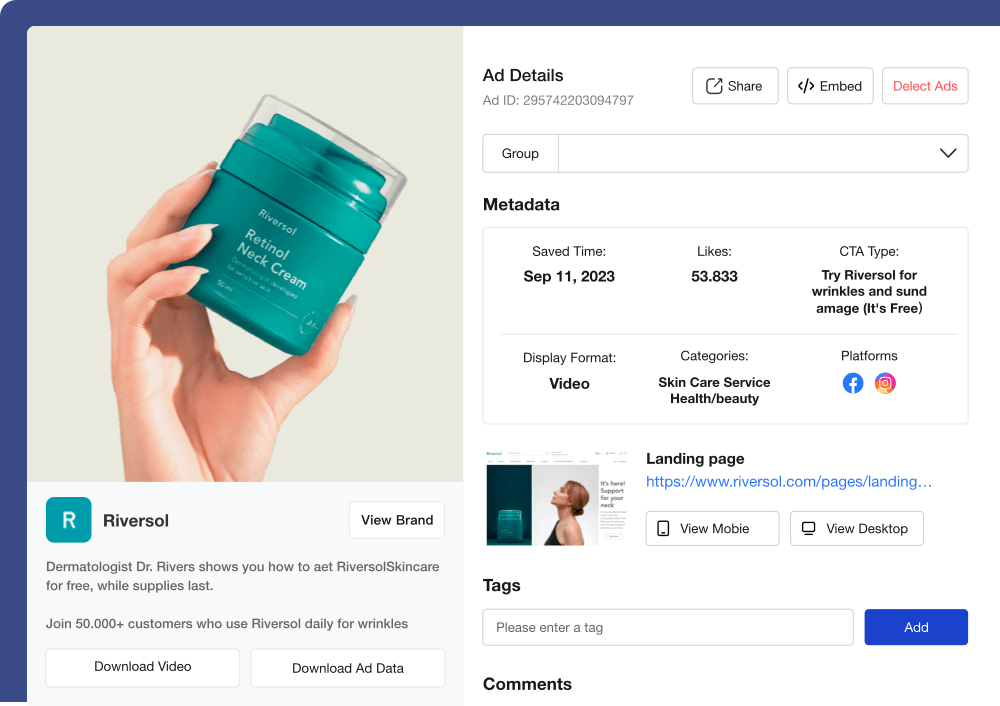 Riversol
Retinol
Neck Cream
Dermatologist developed
for sensitive skin
50 ml
R
Riversol
View Brand
Dermatologist Dr. Rivers shows you how to aet RiversolSkincare
for free, while supplies last.
Join 50.000+ customers who use Riversol daily for wrinkles
Download Video
Download Ad Data
Ad Details
Ad ID: 295742203094797
Share
</> Embed
Delect Ads
Group
Metadata
Saved Time:
Sep 11, 2023
Likes:
53.833
CTA Type:
Try Riversol for
wrinkles and sund
amage (It's Free)
Display Format:
Video
Categories:
Skin Care Service
Health/beauty
Platforms
Riversol
It's here!
Support
for your
neck
Landing page
https://www.riversol.com/pages/landing...
View Mobie
View Desktop
Tags
Please enter a tag
Add
Comments